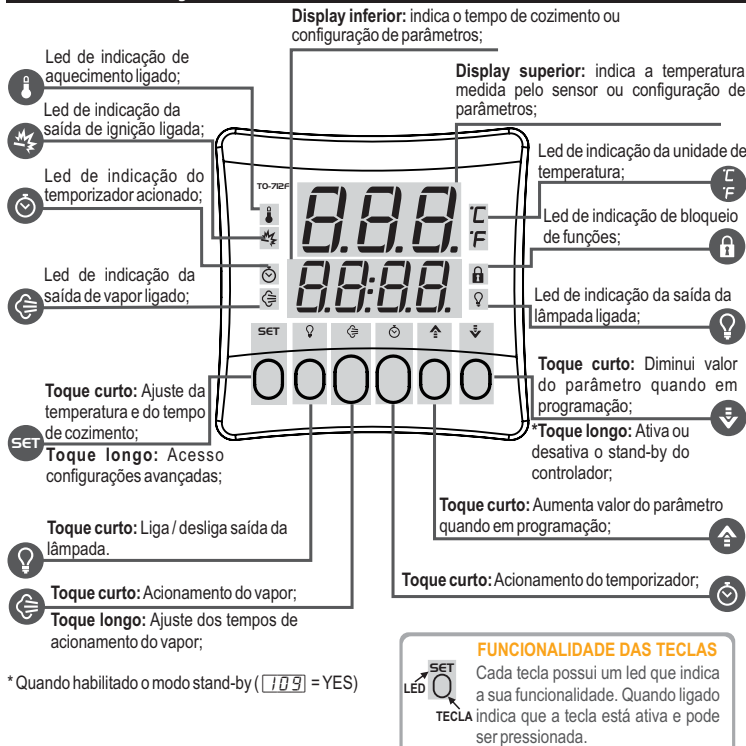 Display inferior: indica o tempo de cozimento ou
configuração de parâmetros;
Led de indicação de
aquecimento ligado;
Display superior: indica a temperatura
medida pelo sensor ou configuração de
parâmetros;
Led de indicação da
saída de ignição ligada;
Led de indicação da unidade de
temperatura;
°C
°F
Led de indicação do
temporizador acionado;
TO-712F
8.8.8.
°C
°F
Led de indicação de bloqueio
de funções;
Led de indicação da
saída de vapor ligado;
88:8.8.
Led de indicação da saída da
lâmpada ligada;
SET
Toque curto: Ajuste da
temperatura e do tempo
de cozimento;
SET
Toque longo: Acesso
configurações avançadas;
Toque curto: Diminui valor
do parâmetro quando em
programação;
*Toque longo: Ativa ou
desativa o stand-by do
controlador;
Toque curto: Aumenta valor do parâmetro
quando em programação;
Toque curto: Liga / desliga saída da
lâmpada.
Toque curto: Acionamento do vapor;
Toque longo: Ajuste dos tempos de
acionamento do vapor;
Toque curto: Acionamento do temporizador;
* Quando habilitado o modo stand-by ( 109 = YES)
FUNCIONALIDADE DAS TECLAS
SET
LED
TECLA
Cada tecla possui um led que indica
a sua funcionalidade. Quando ligado
indica que a tecla está ativa e pode
ser pressionada.